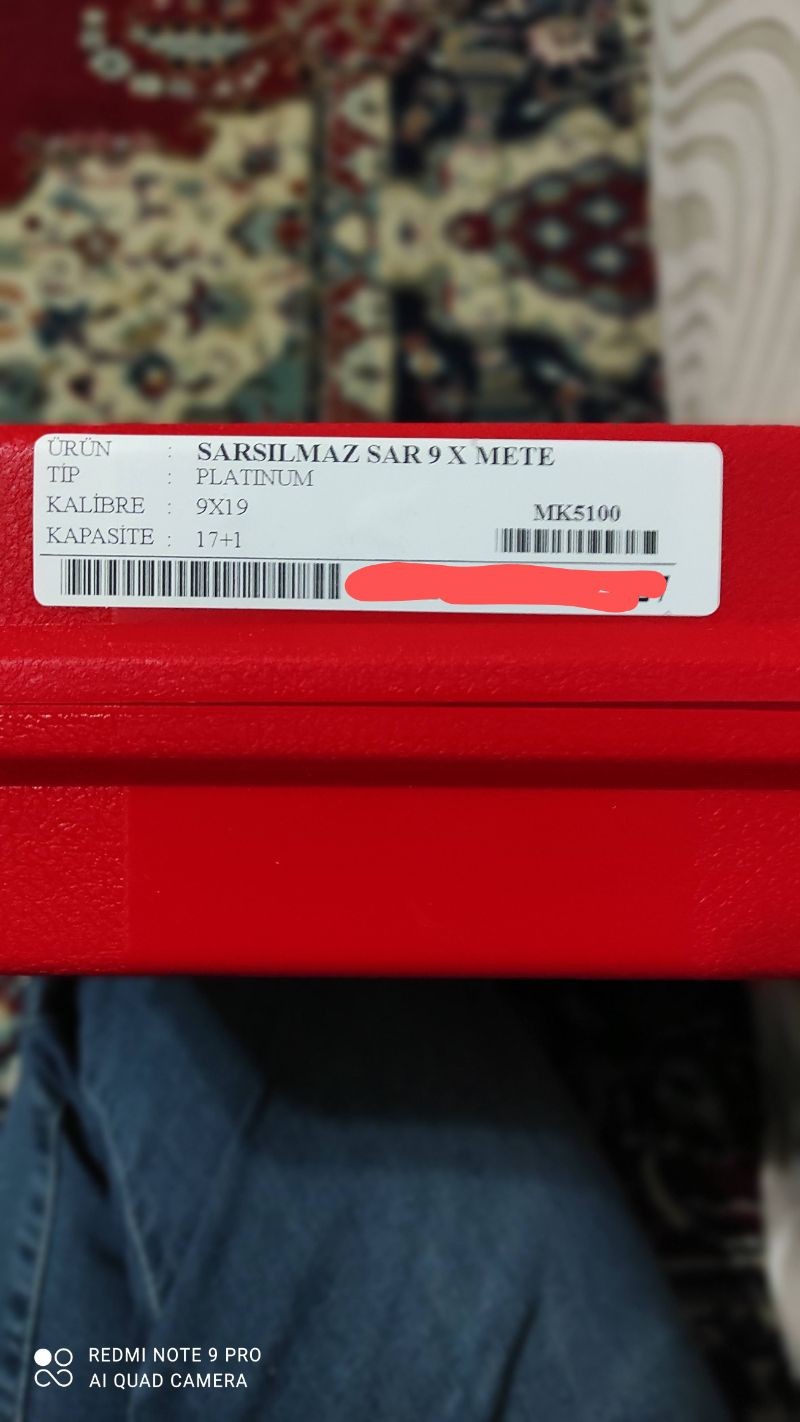 ÜRÜN : SARSILMAZ SAR 9 X METE
TİP : PLATINUM
KALİBRE : 9X19
MK5100
KAPASİTE : 17+1
REDMI NOTE 9 PRO
AI QUAD CAMERA